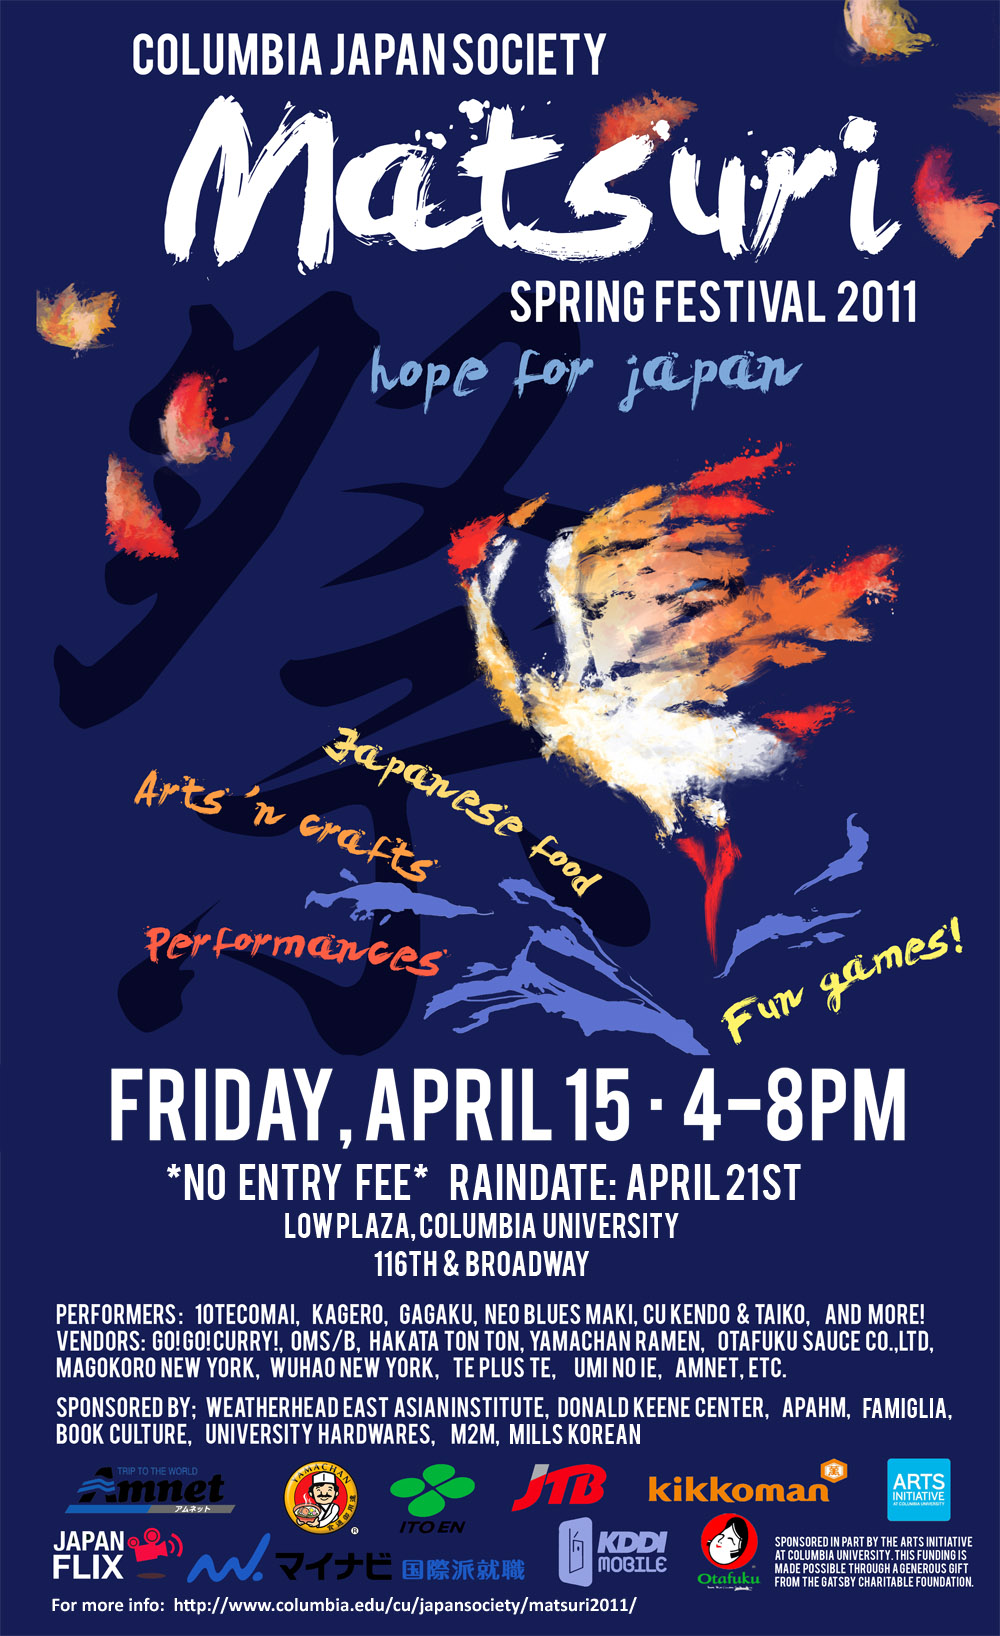 COLUMBIA JAPAN SOCIETY
Matsuri
SPRING FESTIVAL 2011
hope for japan
祭
Japanese food
Arts 'n crafts
Performances
Fun games!
FRIDAY, APRIL 15 · 4-8PM
*NO ENTRY FEE* RAINDATE: APRIL 21ST
LOW PLAZA, COLUMBIA UNIVERSITY
116TH & BROADWAY
PERFORMERS: 10TECOMAI, KAGERO, GAGAKU, NEO BLUES MAKI, CU KENDO & TAIKO, AND MORE!
VENDORS: GO!GO!CURRY!, OMS/B, HAKATA TON TON, YAMACHAN RAMEN, OTAFUKU SAUCE CO.,LTD,
MAGOKORO NEW YORK, WUHAO NEW YORK, TE PLUS TE, UMI NO IE, AMNET, ETC.
SPONSORED BY; WEATHERHEAD EAST ASIAN INSTITUTE, DONALD KEENE CENTER, APAHM, FAMIGLIA,
BOOK CULTURE, UNIVERSITY HARDWARES, M2M, MILLS KOREAN
TRIP TO THE WORLD
Amnet
アムネット
YAMACHAN
ITO EN
JTB
kikkoman
ARTS
INITIATIVE
AT COLUMBIA UNIVERSITY
JAPAN
FLIX
マイナビ 国際派就職
KDDI
MOBILE
Otafuku
SPONSORED IN PART BY THE ARTS INITIATIVE
AT COLUMBIA UNIVERSITY. THIS FUNDING IS
MADE POSSIBLE THROUGH A GENEROUS GIFT
FROM THE GATSBY CHARITABLE FOUNDATION.
For more info: http://www.columbia.edu/cu/japansociety/matsuri2011/